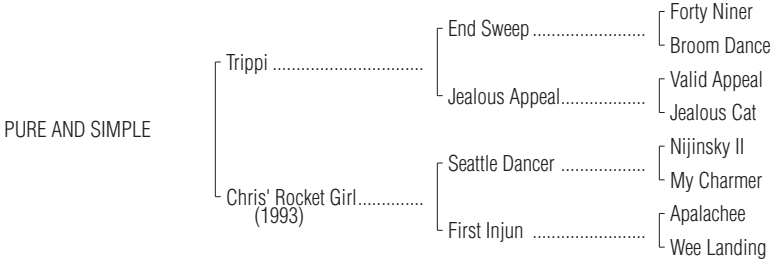 Forty Niner
End Sweep ........................
Broom Dance
Trippi ................................
Valid Appeal
Jealous Appeal..................
Jealous Cat
PURE AND SIMPLE
Nijinsky II
Seattle Dancer ..................
My Charmer
Chris' Rocket Girl..............
(1993)
Apalachee
First Injun ........................
Wee Landing